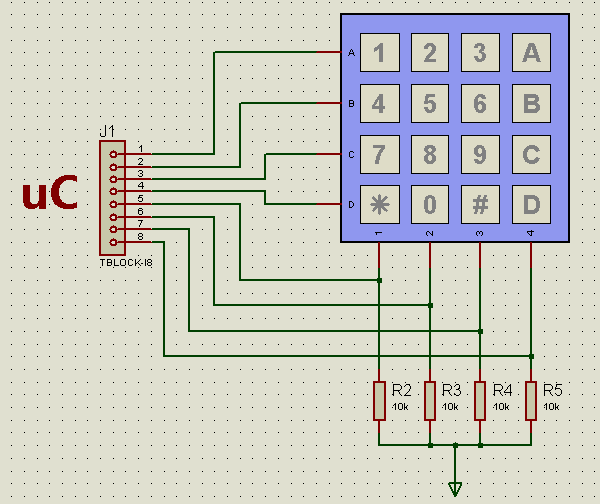 J1
1
2
3
4
5
6
7
8
TBLOCK-I8
uC
A
B
C
D
1 2 3 A
4 5 6 B
7 8 9 C
* 0 # D
1 2 3 4
R2
10k
R3
10k
R4
10k
R5
10k